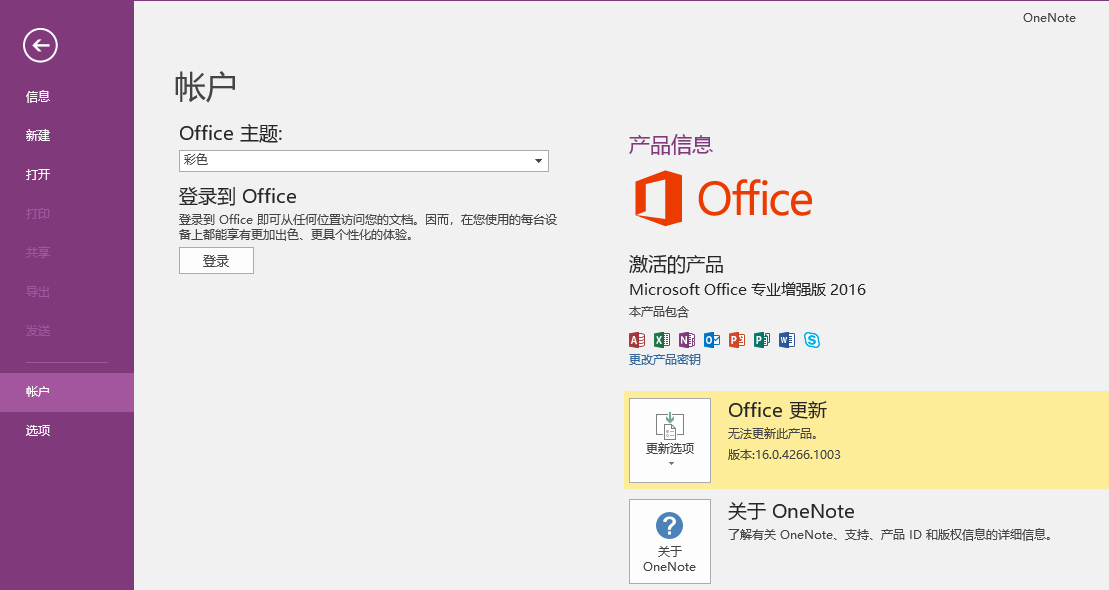 OneNote
信息
新建
打开
打印
共享
导出
发送
帐户
选项
帐户
Office 主题:
彩色
登录到 Office
登录到 Office 即可从任何位置访问您的文档。因而，在您使用的每台设
备上都能享有更加出色、更具个性化的体验。
登录
产品信息
Office
激活的产品
Microsoft Office 专业增强版 2016
本产品包含
A X N O P P W S
更改产品密钥
更新选项
Office 更新
无法更新此产品。
版本:16.0.4266.1003
?
关于
OneNote
关于 OneNote
了解有关 OneNote、支持、产品 ID 和版权信息的详细信息。